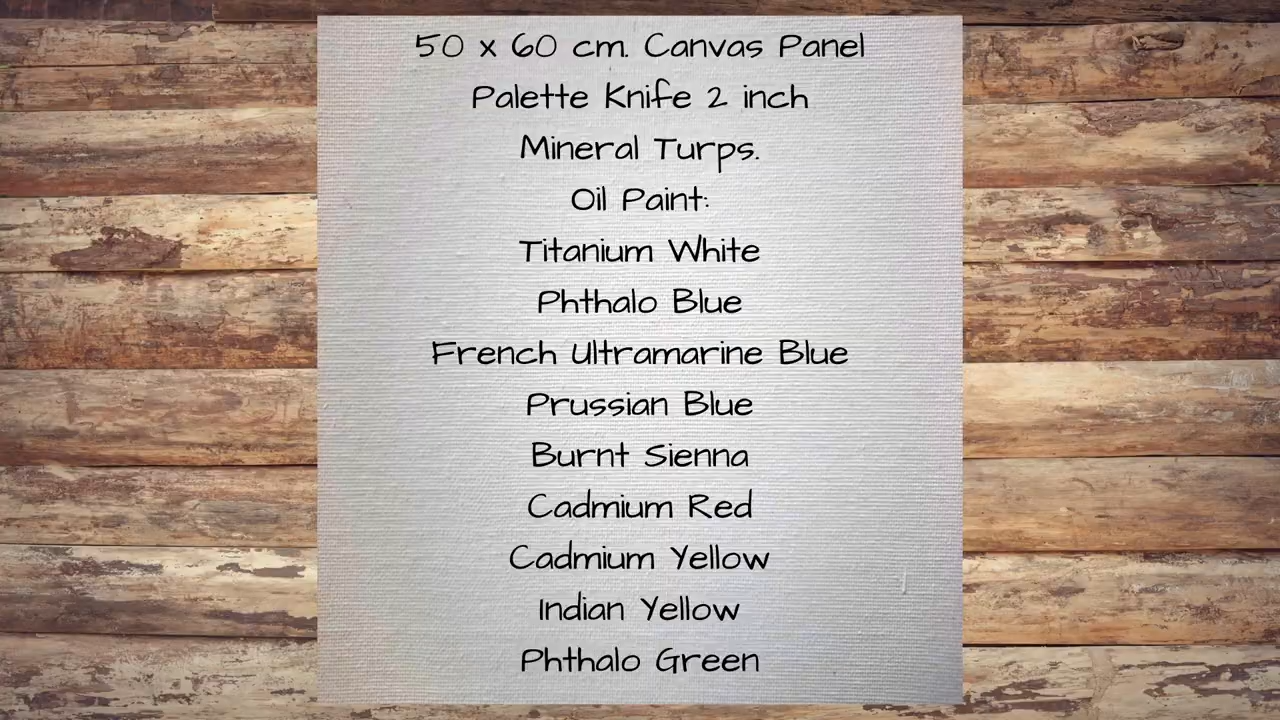 50 x 60 cm. Canvas Panel
Palette Knife 2 inch
Mineral Turps.
Oil Paint:
Titanium White
Phthalo Blue
French Ultramarine Blue
Prussian Blue
Burnt Sienna
Cadmium Red
Cadmium Yellow
Indian Yellow
Phthalo Green